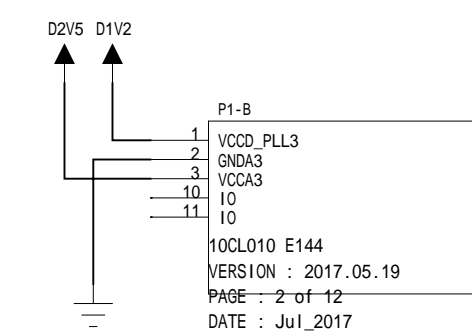 D2V5 D1V2
P1-B
1 VCCD_PLL3
2 GNDA3
3 VCCA3
10 IO
11 IO
10CL010 E144
VERSION : 2017.05.19
PAGE : 2 of 12
DATE : Jul_2017